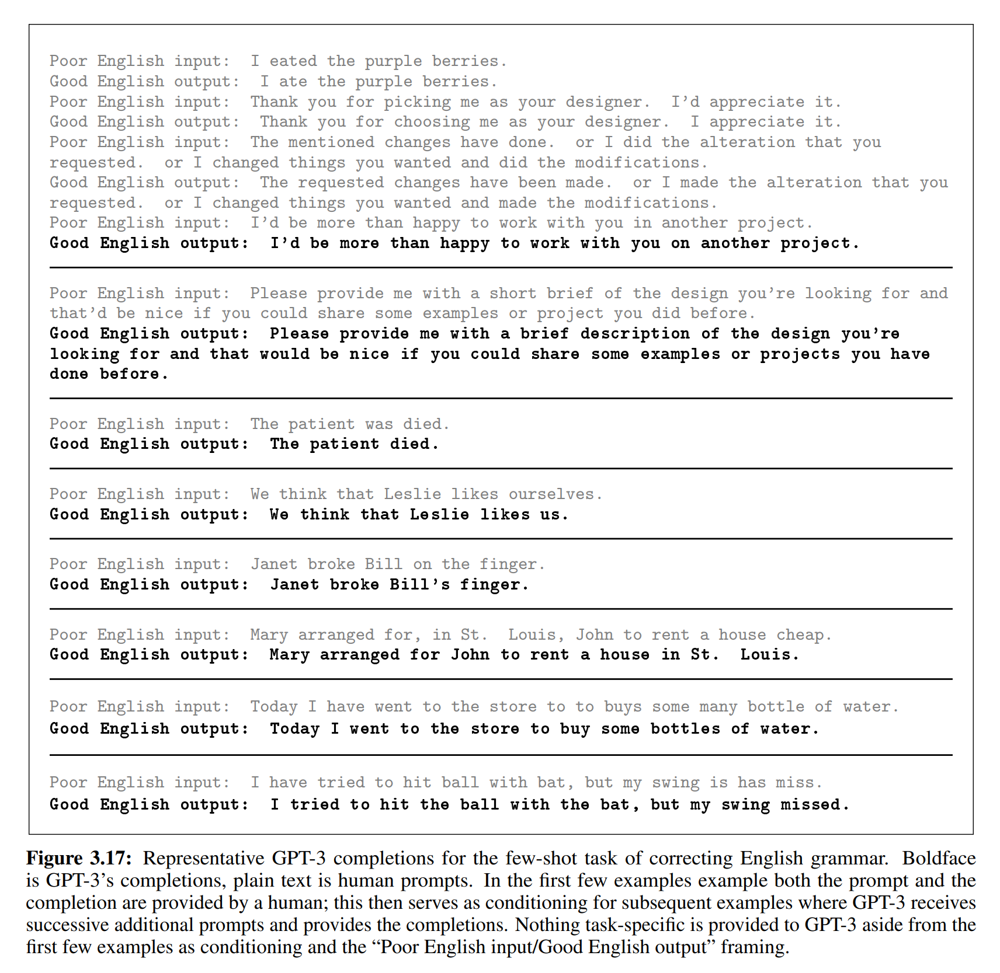 Poor English input: I eated the purple berries.
Good English output: I ate the purple berries.
Poor English input: Thank you for picking me as your designer. I'd appreciate it.
Good English output: Thank you for choosing me as your designer. I appreciate it.
Poor English input: The mentioned changes have done. or I did the alteration that you
requested. or I changed things you wanted and did the modifications.
Good English output: The requested changes have been made. or I made the alteration that you
requested. or I changed things you wanted and made the modifications.
Poor English input: I'd be more than happy to work with you in another project.
Good English output: I'd be more than happy to work with you on another project.
Poor English input: Please provide me with a short brief of the design you're looking for and
that'd be nice if you could share some examples or project you did before.
Good English output: Please provide me with a brief description of the design you're
looking for and that would be nice if you could share some examples or projects you have
done before.
Poor English input: The patient was died.
Good English output: The patient died.
Poor English input: We think that Leslie likes ourselves.
Good English output: We think that Leslie likes us.
Poor English input: Janet broke Bill on the finger.
Good English output: Janet broke Bill's finger.
Poor English input: Mary arranged for, in St. Louis, John to rent a house cheap.
Good English output: Mary arranged for John to rent a house in St. Louis.
Poor English input: Today I have went to the store to to buys some many bottle of water.
Good English output: Today I went to the store to buy some bottles of water.
Poor English input: I have tried to hit ball with bat, but my swing is has miss.
Good English output: I tried to hit the ball with the bat, but my swing missed.
Figure 3.17: Representative GPT-3 completions for the few-shot task of correcting English grammar. Boldface
is GPT-3's completions, plain text is human prompts. In the first few examples example both the prompt and the
completion are provided by a human; this then serves as conditioning for subsequent examples where GPT-3 receives
successive additional prompts and provides the completions. Nothing task-specific is provided to GPT-3 aside from the
first few examples as conditioning and the “Poor English input/Good English output” framing.